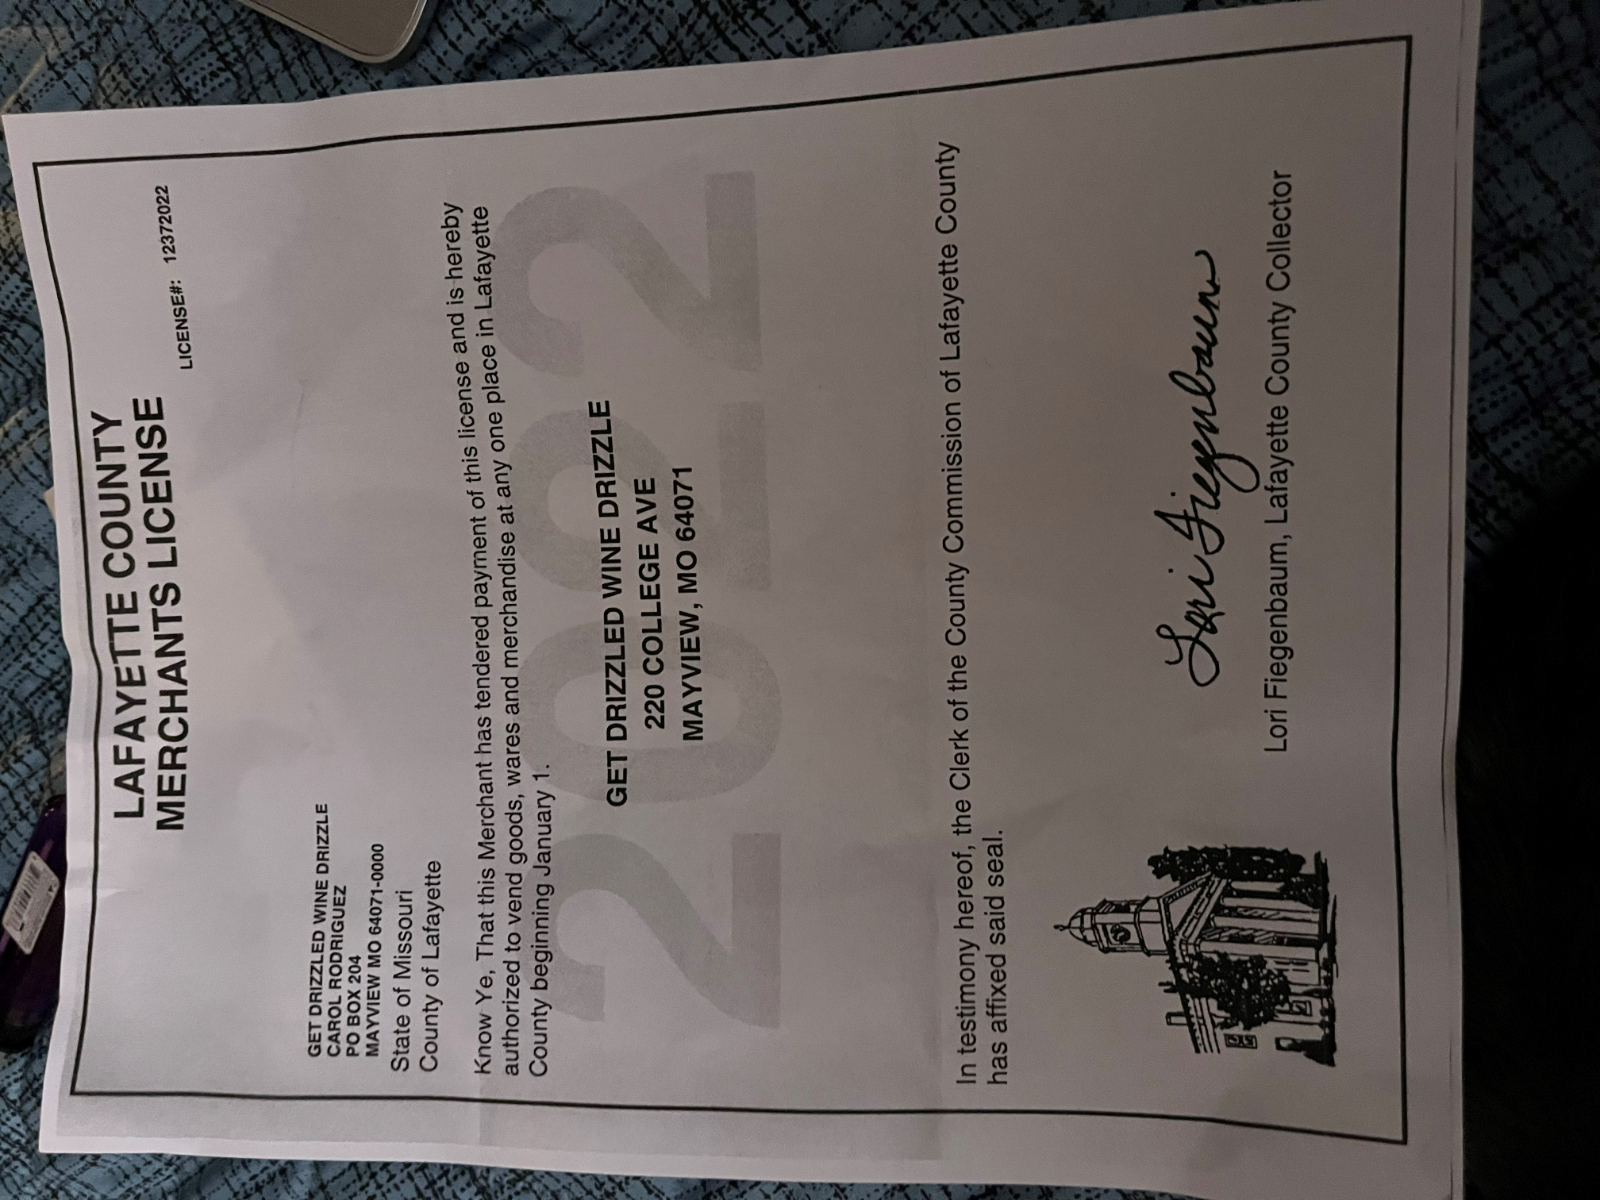 LAFAYETTE COUNTY
MERCHANTS LICENSE
LICENSE#: 12372022
GET DRIZZLED WINE DRIZZLE
CAROL RODRIGUEZ
PO BOX 204
MAYVIEW MO 64071-0000
State of Missouri
County of Lafayette
Know Ye, That this Merchant has tendered payment of this license and is hereby
authorized to vend goods, wares and merchandise at any one place in Lafayette
County beginning January 1.
2022
GET DRIZZLED WINE DRIZZLE
220 COLLEGE AVE
MAYVIEW, MO 64071
In testimony hereof, the Clerk of the County Commission of Lafayette County
has affixed said seal.
Lori Fiegenbaum
Lori Fiegenbaum, Lafayette County Collector